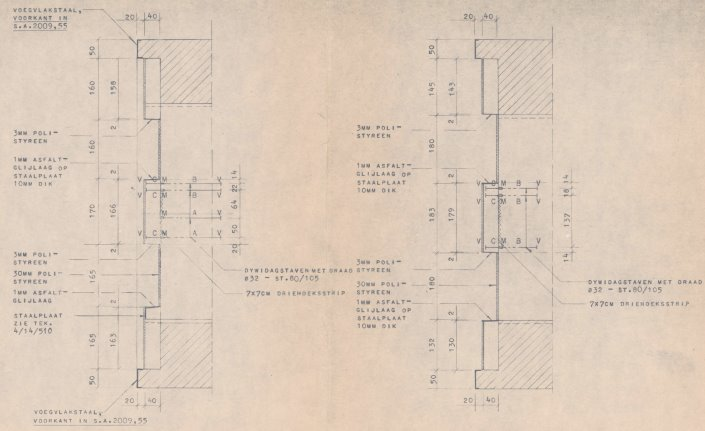 VOEGVLAKSTAAL,
VOORKANT IN
S.A.2009,55
20 40
50
160
158
2
3MM POLI-
STYREEN
160
1MM ASFALT-
GLIJLAAG OP
STAALPLAAT
10MM DIK
2
V C M B V
V C M B V
M A V
V C M A V
14
22
64
50
20
170
166
2
3MM POLI-
STYREEN
30MM POLI-
STYREEN
165
1MM ASFALT-
GLIJLAAG
2
STAALPLAAT
ZIE TEK.
4/14/510
165
163
50
20 40
DYWIDAGSTAVEN MET DRAAD
ø32 - ST.80/105
7X7CM DRIEHOEKSSTRIP
VOEGVLAKSTAAL,
VOORKANT IN S.A.2009,55
20 40
50
145
143
2
3MM POLI-
STYREEN
180
1MM ASFALT-
GLIJLAAG OP
STAALPLAAT
10MM DIK
2
V C M B V
V C M B V
V C M B V
14
18
137
14
183
179
2
3MM POLI-
STYREEN
30MM POLI-
STYREEN
180
1MM ASFALT-
GLIJLAAG OP
STAALPLAAT
10MM DIK
2
132
130
50
20 40
DYWIDAGSTAVEN MET DRAAD
ø32 - ST.80/105
7X7CM DRIEHOEKSSTRIP